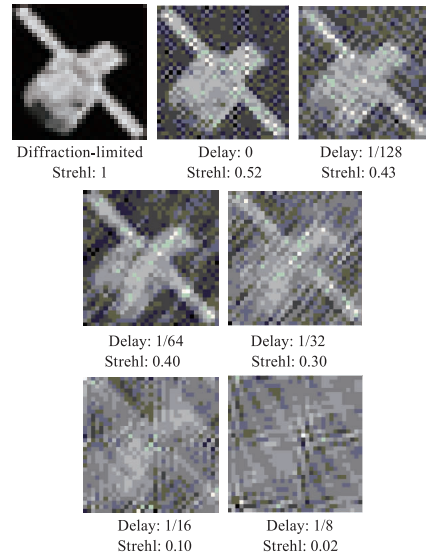 Diffraction-limited
Strehl: 1
Delay: 0
Strehl: 0.52
Delay: 1/128
Strehl: 0.43
Delay: 1/64
Strehl: 0.40
Delay: 1/32
Strehl: 0.30
Delay: 1/16
Strehl: 0.10
Delay: 1/8
Strehl: 0.02